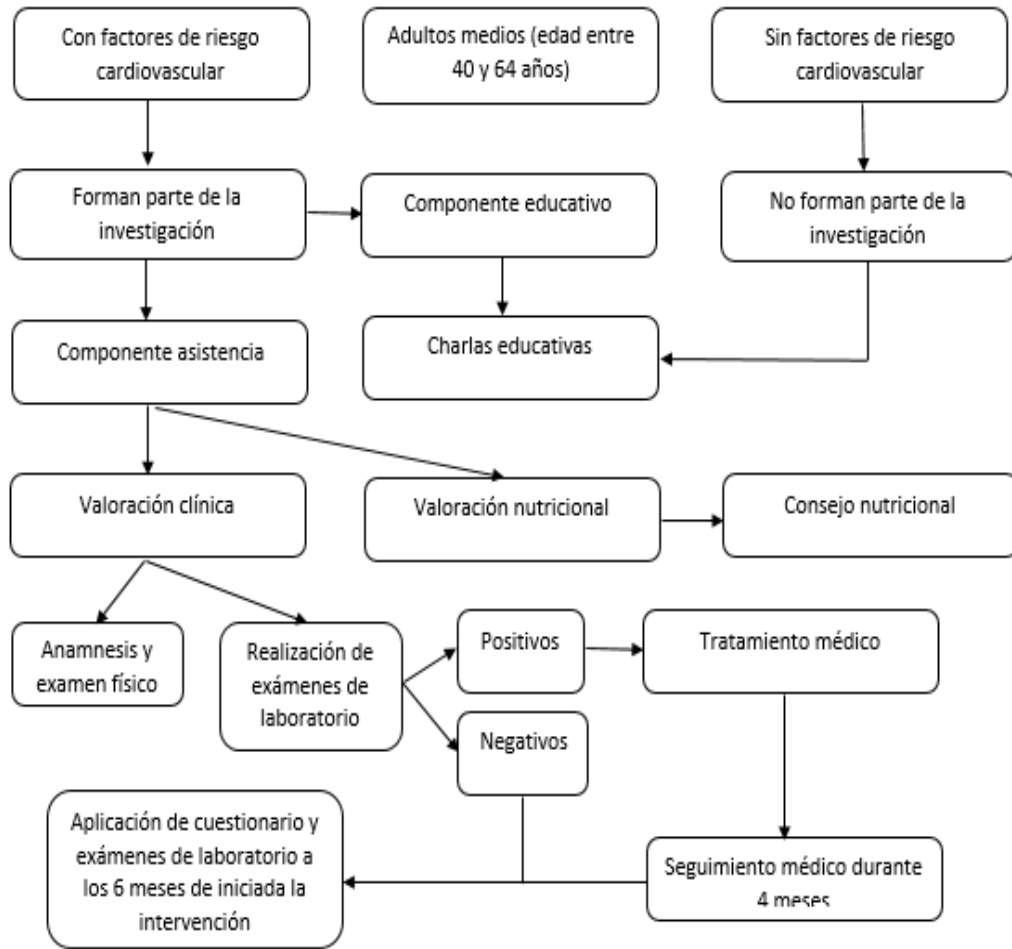 Con factores de riesgo
cardiovascular
Adultos medios (edad entre
40 y 64 años)
Sin factores de riesgo
cardiovascular
Forman parte de la
investigación
Componente educativo
No forman parte de la
investigación
Componente asistencia
Charlas educativas
Valoración clínica
Valoración nutricional
Consejo nutricional
Anamnesis y
examen físico
Realización de
exámenes de
laboratorio
Positivos
Tratamiento médico
Negativos
Aplicación de cuestionario y
exámenes de laboratorio a
los 6 meses de iniciada la
intervención
Seguimiento médico durante
4 meses